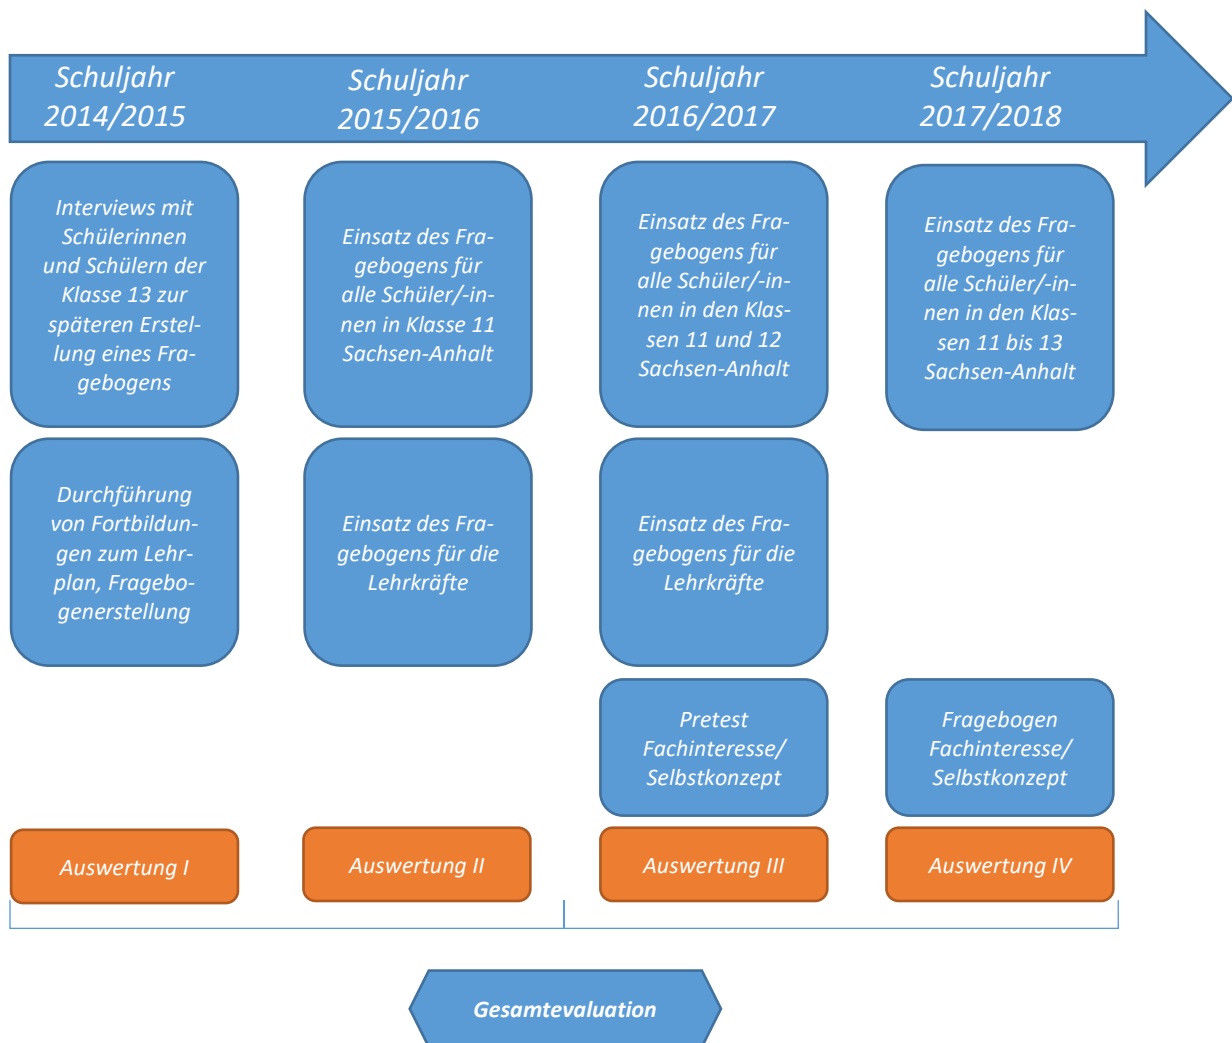 Schuljahr
2014/2015
Schuljahr
2015/2016
Schuljahr
2016/2017
Schuljahr
2017/2018
Interviews mit
Schülerinnen
und Schülern der
Klasse 13 zur
späteren Erstel-
lung eines Fra-
gebogens
Einsatz des Fra-
gebogens für
alle Schüler/-in-
nen in Klasse 11
Sachsen-Anhalt
Einsatz des Fra-
gebogens für
alle Schüler/-in-
nen in den Klas-
sen 11 und 12
Sachsen-Anhalt
Einsatz des Fra-
gebogens für
alle Schüler/-in-
nen in den Klas-
sen 11 bis 13
Sachsen-Anhalt
Durchführung
von Fortbildun-
gen zum Lehr-
plan, Fragebo-
generstellung
Einsatz des Fra-
gebogens für die
Lehrkräfte
Einsatz des Fra-
gebogens für die
Lehrkräfte
Pretest
Fachinteresse/
Selbstkonzept
Fragebogen
Fachinteresse/
Selbstkonzept
Auswertung I
Auswertung II
Auswertung III
Auswertung IV
Gesamtevaluation